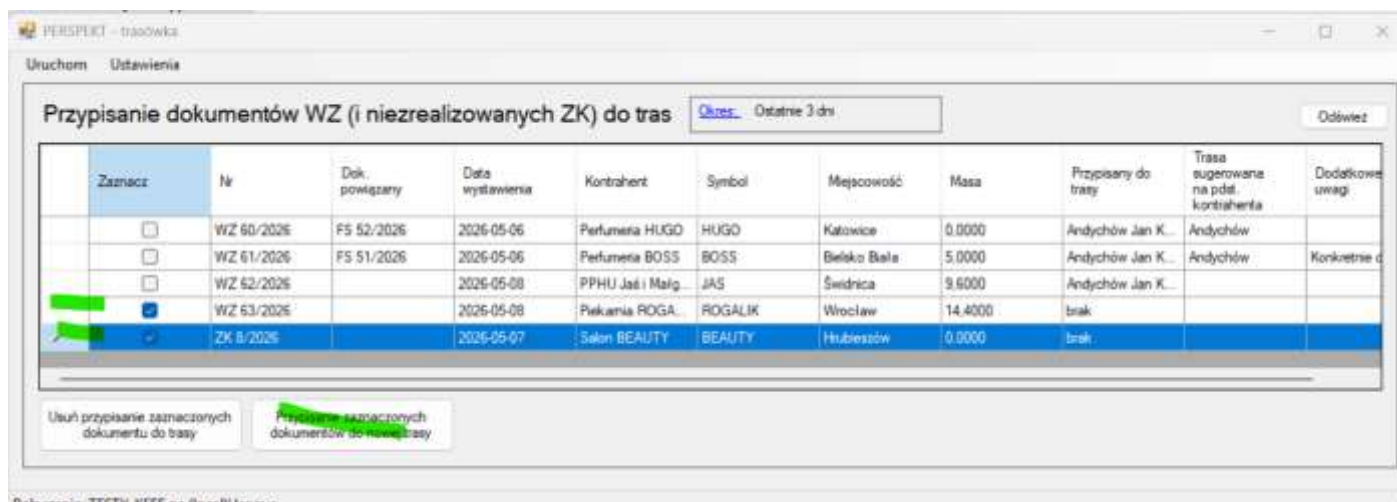 PERSPEKT - trasówka
Uruchom Ustawienia
Przypisanie dokumentów WZ (i niezrealizowanych ZK) do tras Okres: Ostatnie 3 dni Odśwież
Zaznacz Nr Dok. powiązany Data wystawienia Kontrahent Symbol Miejscowość Masa Przypisany do trasy Trasa sugerowana na pdst. kontrahenta Dodatkowe uwagi
WZ 60/2026 FS 52/2026 2026-05-06 Perfumeria HUGO HUGO Katowice 0,0000 Andychów Jan K... Andychów
WZ 61/2026 FS 51/2026 2026-05-06 Perfumeria BOSS BOSS Bielsko Biała 5,0000 Andychów Jan K... Andychów Konkretnie d
WZ 62/2026 2026-05-08 PPHU Jaś i Małg... JAS Świdnica 9,6000 Andychów Jan K...
WZ 63/2026 2026-05-08 Piekarnia ROGA... ROGALIK Wrocław 14,4000 brak
ZK 8/2026 2026-05-07 Salon BEAUTY BEAUTY Hrubieszów 0,0000 brak
Usuń przypisanie zaznaczonych dokumentu do trasy
Przypisanie zaznaczonych dokumentów do nowej trasy